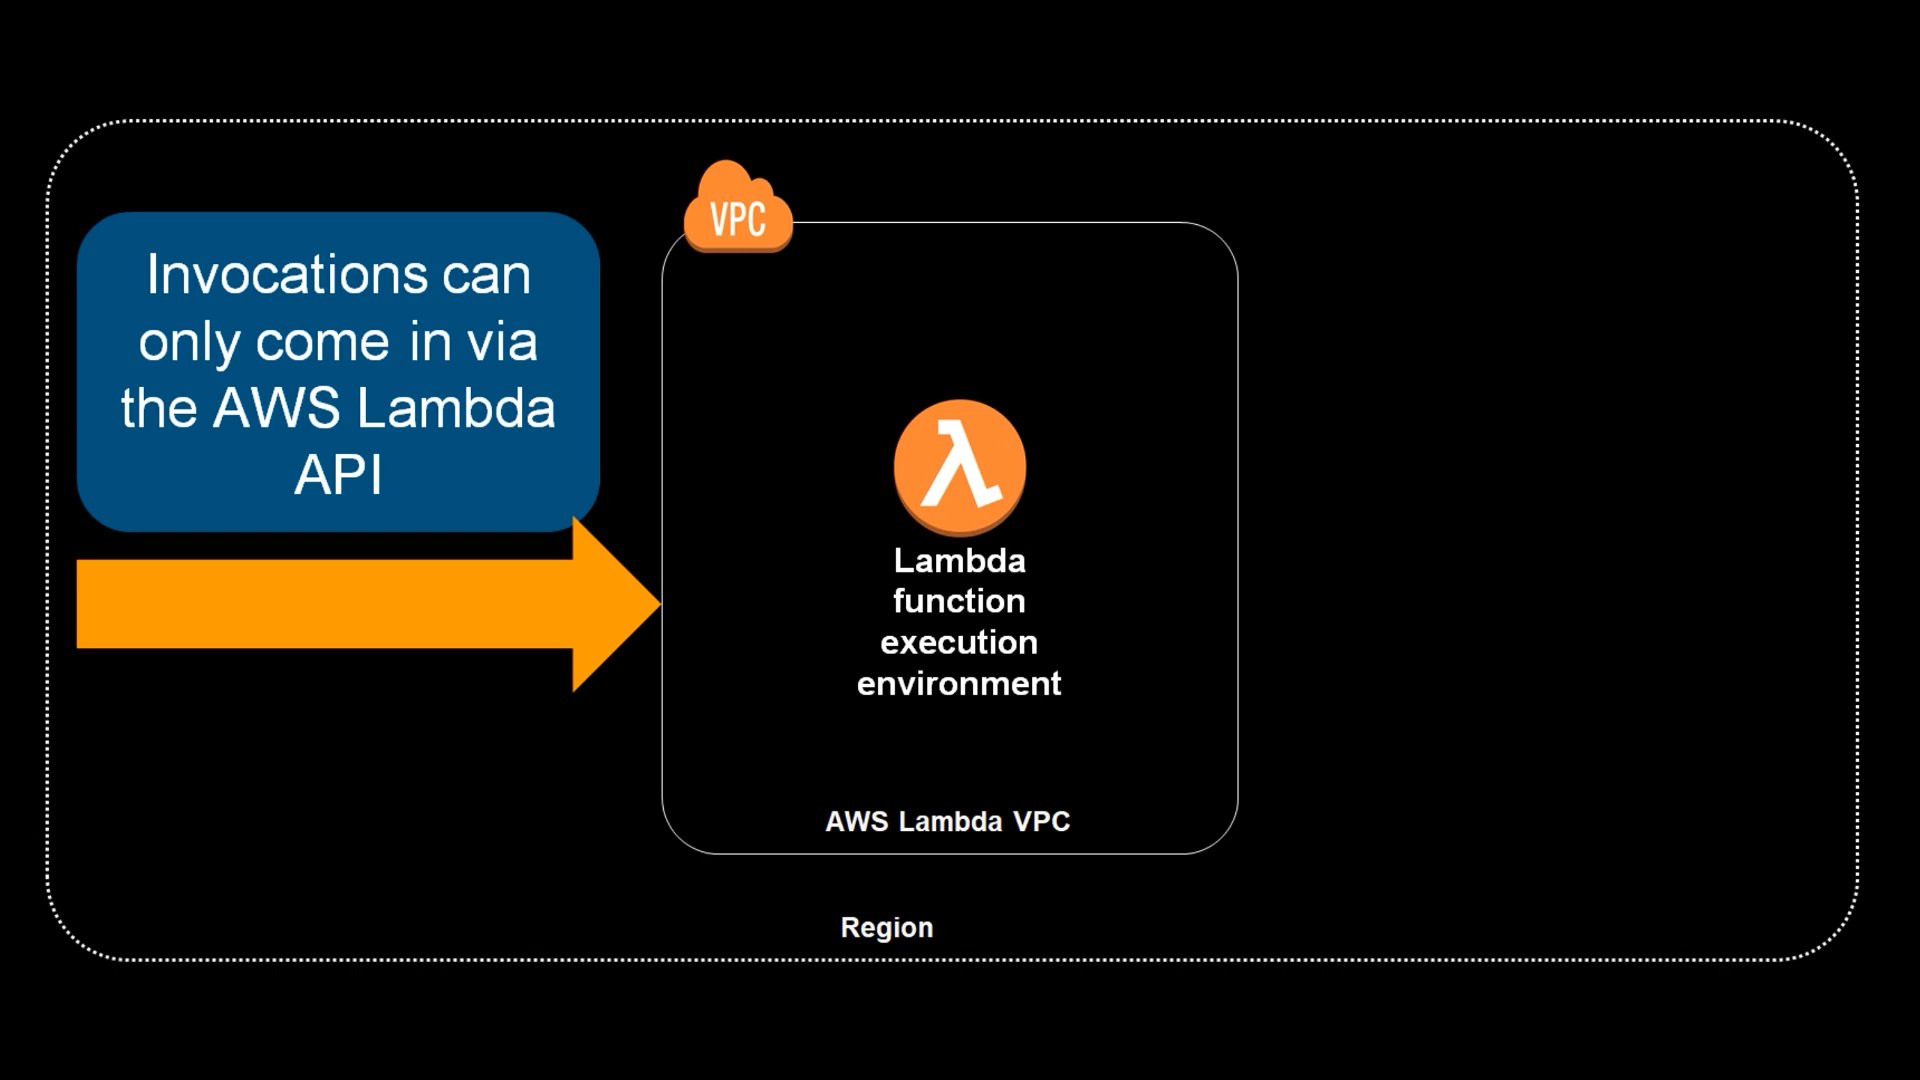 Invocations can
only come in via
the AWS Lambda
API
VPC
λ
Lambda
function
execution
environment
AWS Lambda VPC
Region